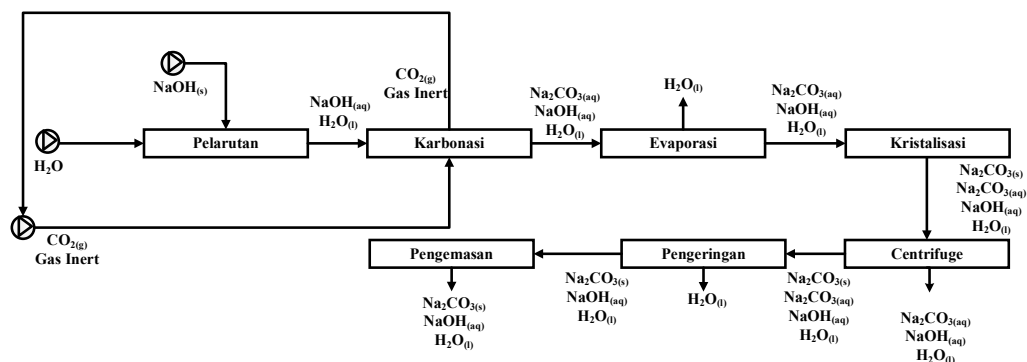 NaOH(s)
H₂O
Pelarutan
NaOH(aq)
H₂O(l)
CO₂(g)
Gas Inert
Karbonasi
Na₂CO₃(aq)
NaOH(aq)
H₂O(l)
H₂O(l)
Evaporasi
Na₂CO₃(aq)
NaOH(aq)
H₂O(l)
Kristalisasi
Na₂CO₃(s)
Na₂CO₃(aq)
NaOH(aq)
H₂O(l)
CO₂(g)
Gas Inert
Pengemasan
Pengeringan
Centrifuge
Na₂CO₃(s)
NaOH(aq)
H₂O(l)
Na₂CO₃(s)
NaOH(aq)
H₂O(l)
H₂O(l)
Na₂CO₃(s)
Na₂CO₃(aq)
NaOH(aq)
H₂O(l)
Na₂CO₃(aq)
NaOH(aq)
H₂O(l)